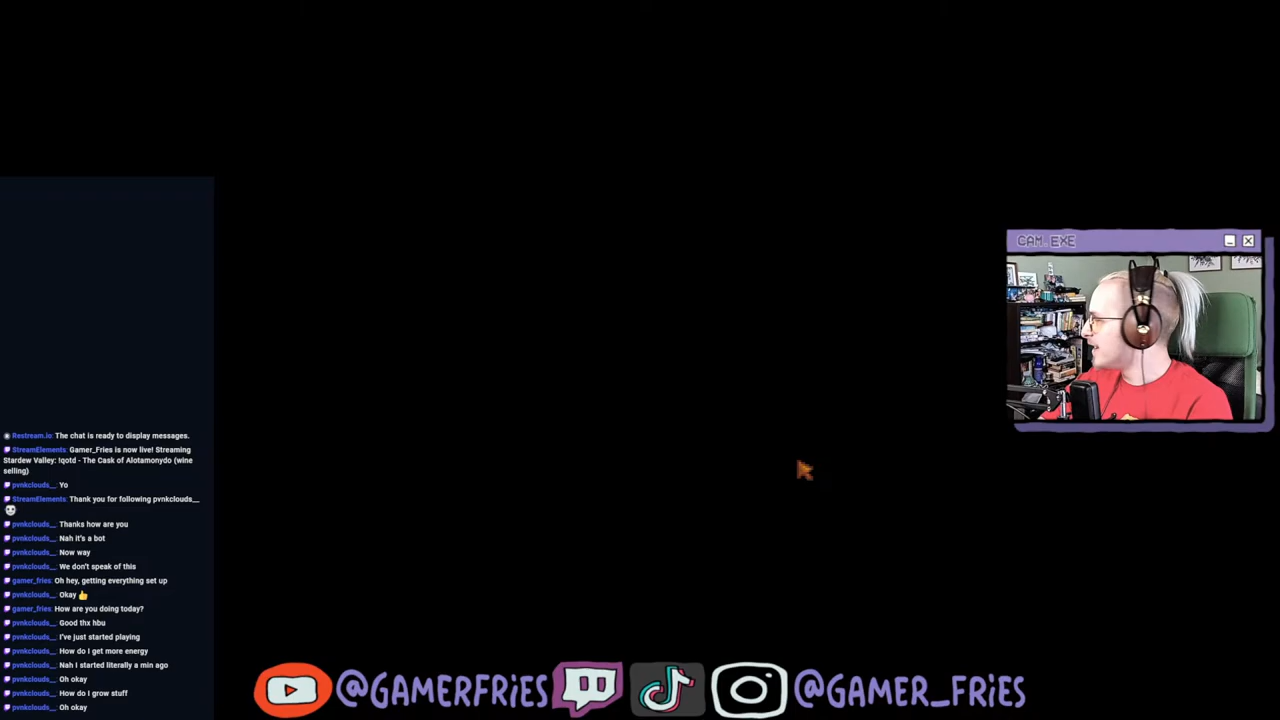 CAM.EXE
Restream.io: The chat is ready to display messages.
StreamElements: Gamer_Fries is now live! Streaming
Stardew Valley: !qotd - The Cask of Alotamonydo (wine
selling)
pvnkclouds__: Yo
StreamElements: Thank you for following pvnkclouds__
pvnkclouds__: Thanks how are you
pvnkclouds__: Nah it's a bot
pvnkclouds__: Now way
pvnkclouds__: We don't speak of this
gamer_fries: Oh hey, getting everything set up
pvnkclouds__: Okay 👍
gamer_fries: How are you doing today?
pvnkclouds__: Good thx hbu
pvnkclouds__: I've just started playing
pvnkclouds__: How do I get more energy
pvnkclouds__: Nah I started literally a min ago
pvnkclouds__: Oh okay
pvnkclouds__: How do I grow stuff
pvnkclouds__: Oh okay
@GAMERFRIES @GAMER_FRIES